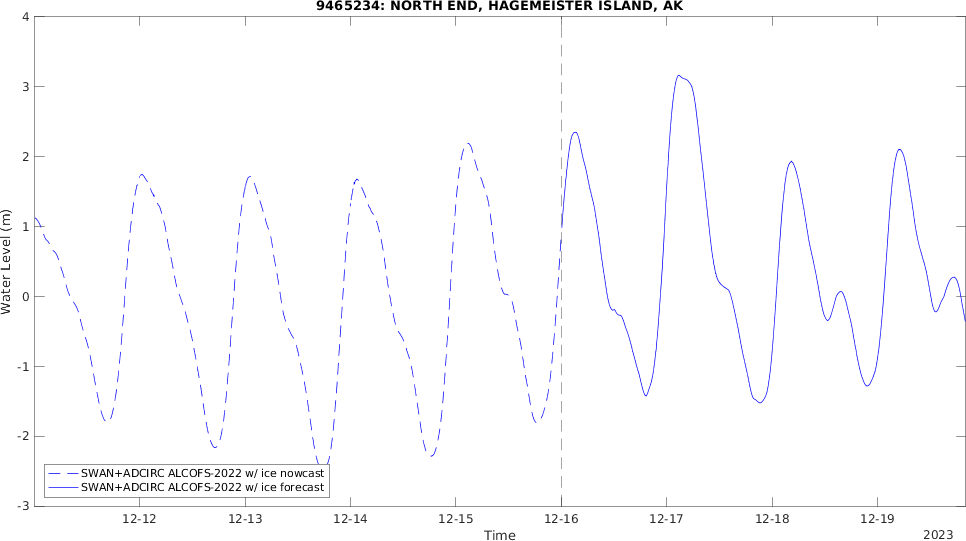 9465234: NORTH END, HAGEMEISTER ISLAND, AK
4
3
2
1
0
-1
-2
-3
Water Level (m)
SWAN+ADCIRC ALCOFS-2022 w/ ice nowcast
SWAN+ADCIRC ALCOFS-2022 w/ ice forecast
12-12 12-13 12-14 12-15 12-16 12-17 12-18 12-19
Time
2023